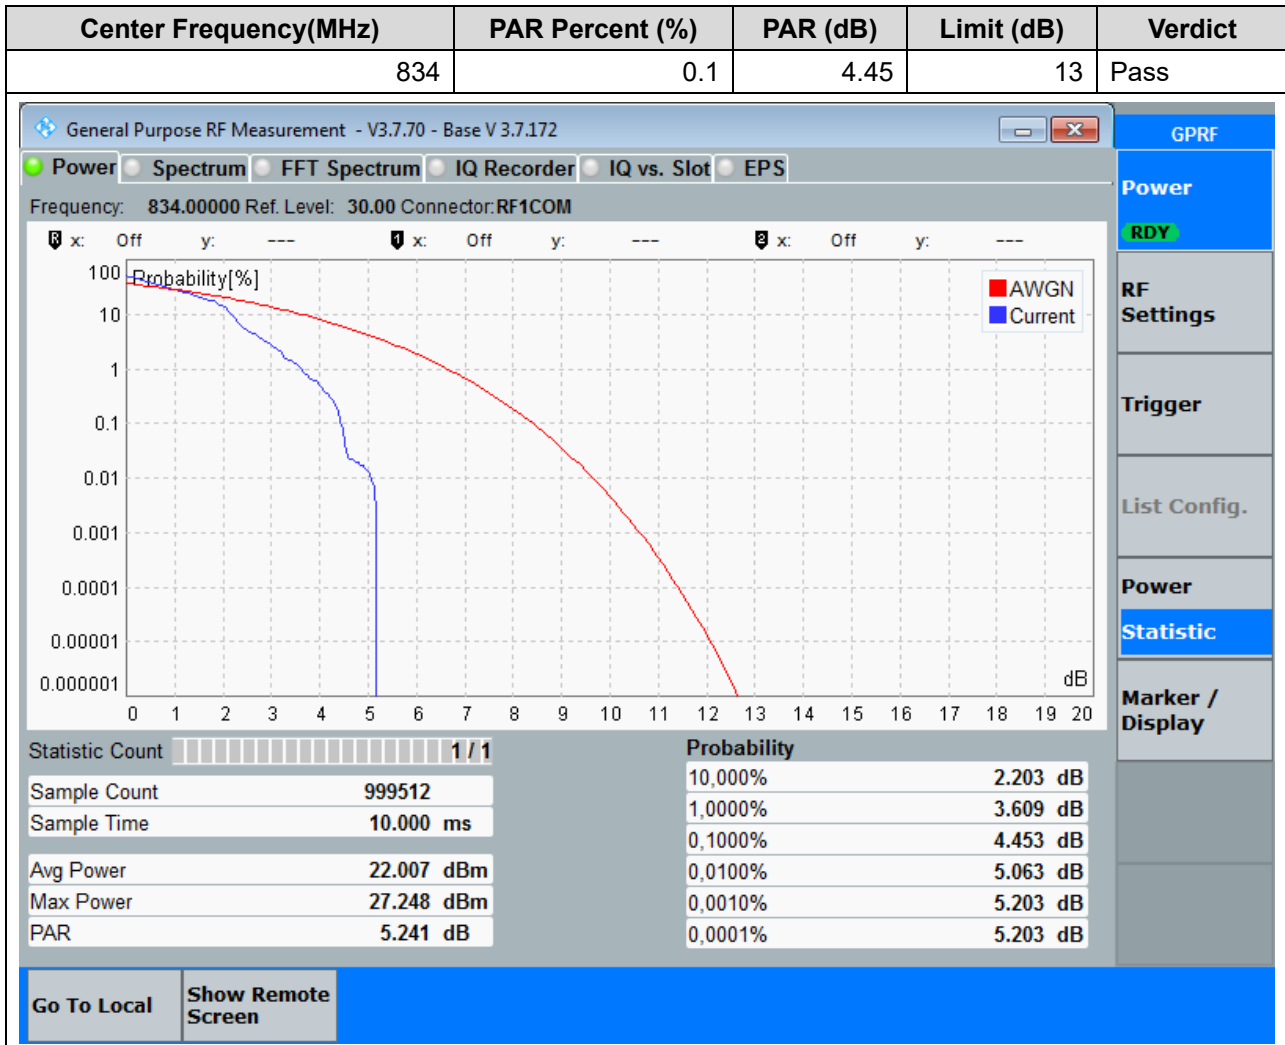 Center Frequency(MHz) PAR Percent (%) PAR (dB) Limit (dB) Verdict
834 0.1 4.45 13 Pass
General Purpose RF Measurement - V3.7.70 - Base V 3.7.172
GPRF
Power Spectrum FFT Spectrum IQ Recorder IQ vs. Slot EPS
Power
RDY
Frequency: 834.00000 Ref. Level: 30.00 Connector:RF1COM
R x: Off y: --- 1 x: Off y: --- 2 x: Off y: ---
100 Probability[%]
AWGN
Current
10
1
0.1
0.01
0.001
0.0001
0.00001
0.000001
dB
0 1 2 3 4 5 6 7 8 9 10 11 12 13 14 15 16 17 18 19 20
RF
Settings
Trigger
List Config.
Power
Statistic
Marker /
Display
Statistic Count 1 / 1
Sample Count 999512
Sample Time 10.000 ms
Avg Power 22.007 dBm
Max Power 27.248 dBm
PAR 5.241 dB
Probability
10,000% 2.203 dB
1,0000% 3.609 dB
0,1000% 4.453 dB
0,0100% 5.063 dB
0,0010% 5.203 dB
0,0001% 5.203 dB
Go To Local
Show Remote
Screen